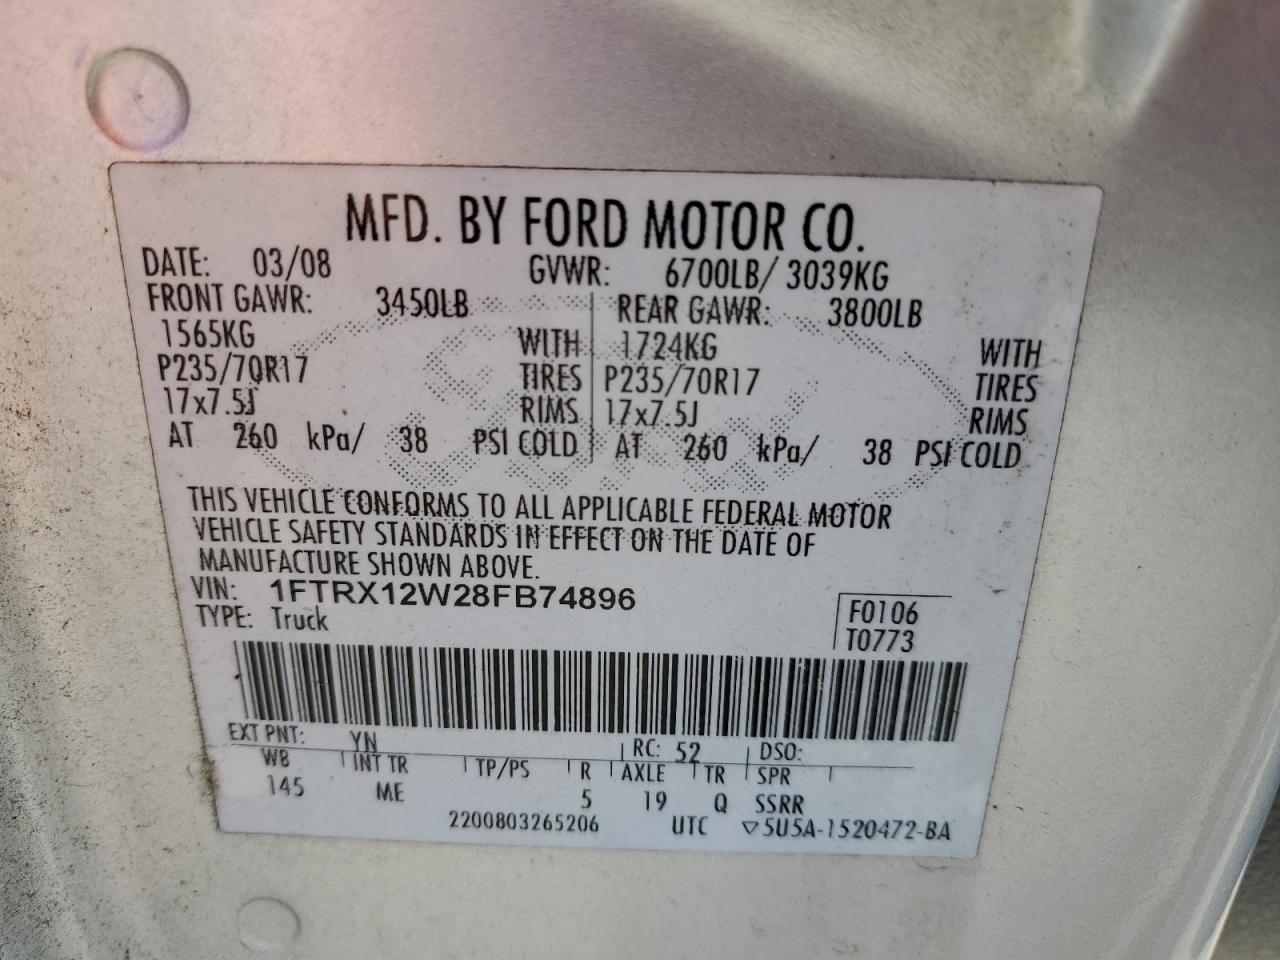 MFD. BY FORD MOTOR CO.
DATE: 03/08 GVWR: 6700LB/ 3039KG
FRONT GAWR: 3450LB REAR GAWR: 3800LB
1565KG WITH 1724KG WITH
P235/70R17 TIRES P235/70R17 TIRES
17x7.5J RIMS 17x7.5J RIMS
AT 260 kPa/ 38 PSI COLD AT 260 kPa/ 38 PSI COLD
THIS VEHICLE CONFORMS TO ALL APPLICABLE FEDERAL MOTOR
VEHICLE SAFETY STANDARDS IN EFFECT ON THE DATE OF
MANUFACTURE SHOWN ABOVE.
VIN: 1FTRX12W28FB74896 F0106
TYPE: Truck T0773
EXT PNT: YN RC: 52 DSO:
WB INT TR TP/PS R AXLE TR SPR
145 ME 5 19 Q SSRR
2200803265206 UTC ▽5U5A-1520472-BA